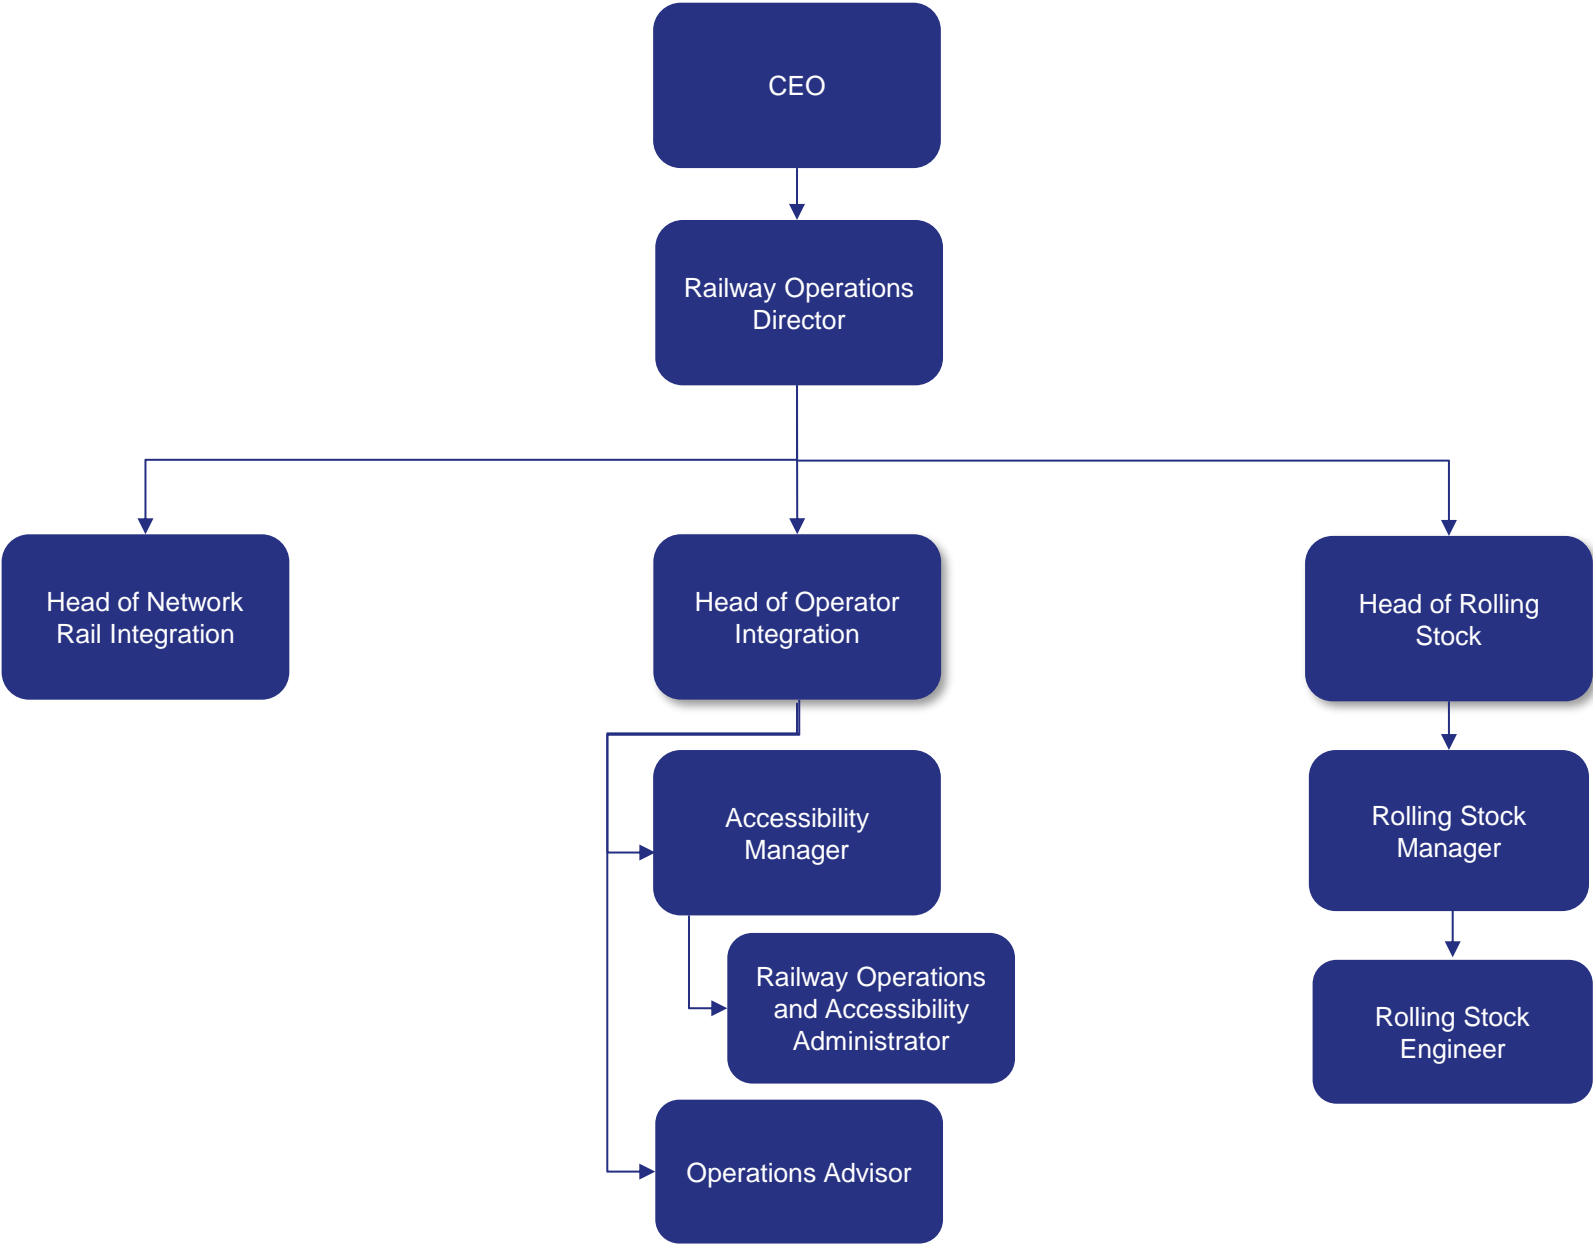 CEO
Railway Operations
Director
Head of Network
Rail Integration
Head of Operator
Integration
Head of Rolling
Stock
Accessibility
Manager
Rolling Stock
Manager
Railway Operations
and Accessibility
Administrator
Rolling Stock
Engineer
Operations Advisor